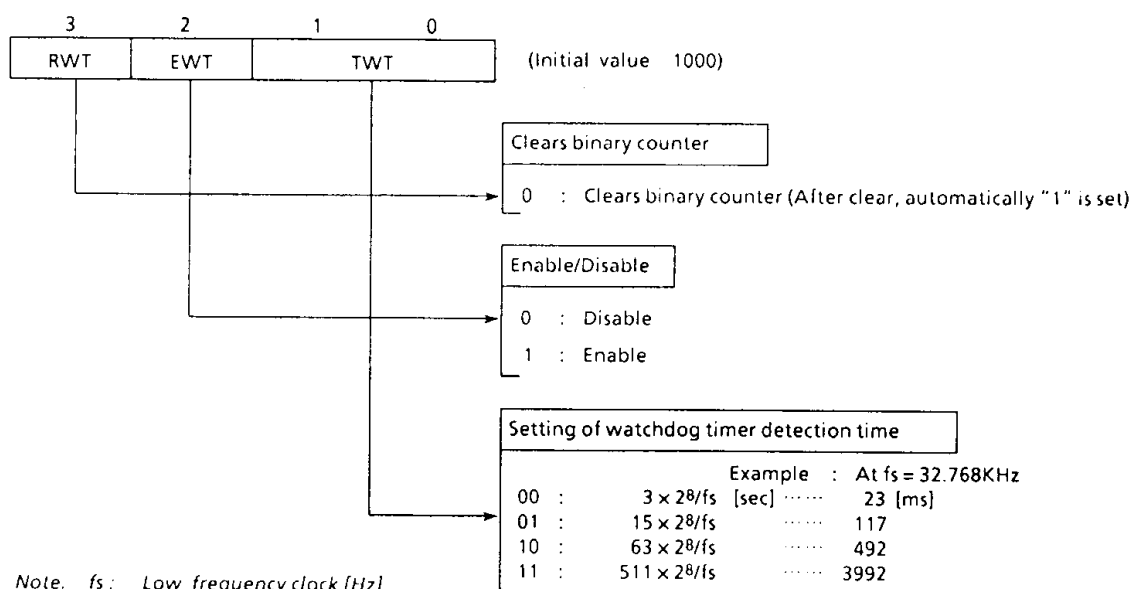 3 2 1 0
RWT EWT TWT (Initial value 1000)
Clears binary counter
0 : Clears binary counter (After clear, automatically "1" is set)
Enable/Disable
0 : Disable
1 : Enable
Setting of watchdog timer detection time
Example : At fs = 32.768KHz
00 : 3 × 2⁸/fs [sec] ······ 23 [ms]
01 : 15 × 2⁸/fs ······ 117
10 : 63 × 2⁸/fs ······ 492
11 : 511 × 2⁸/fs ······ 3992
Note. fs : Low frequency clock [Hz]